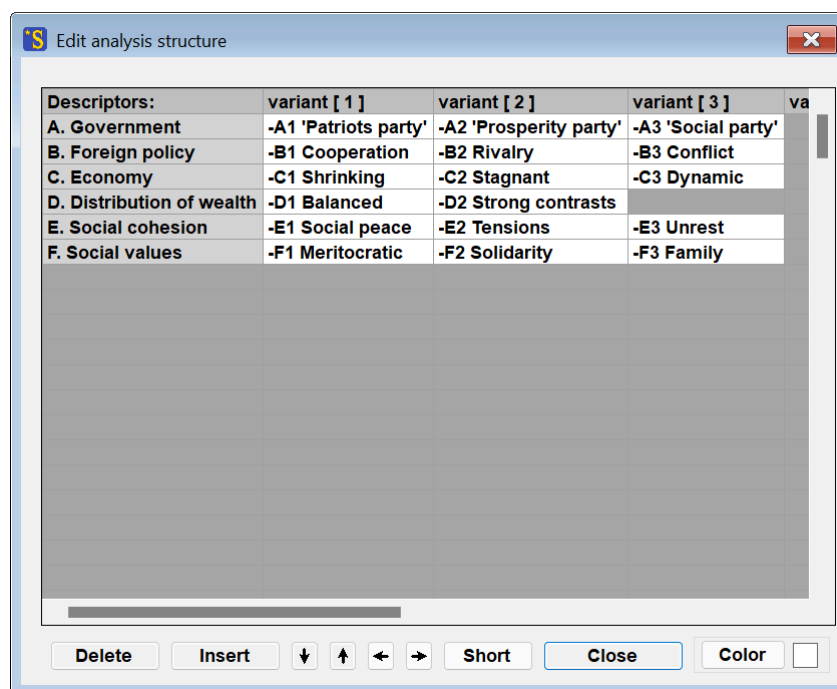 Edit analysis structure
Descriptors: variant [ 1 ] variant [ 2 ] variant [ 3 ] va
A. Government -A1 'Patriots party' -A2 'Prosperity party' -A3 'Social party'
B. Foreign policy -B1 Cooperation -B2 Rivalry -B3 Conflict
C. Economy -C1 Shrinking -C2 Stagnant -C3 Dynamic
D. Distribution of wealth -D1 Balanced -D2 Strong contrasts
E. Social cohesion -E1 Social peace -E2 Tensions -E3 Unrest
F. Social values -F1 Meritocratic -F2 Solidarity -F3 Family
Delete Insert Short Close Color